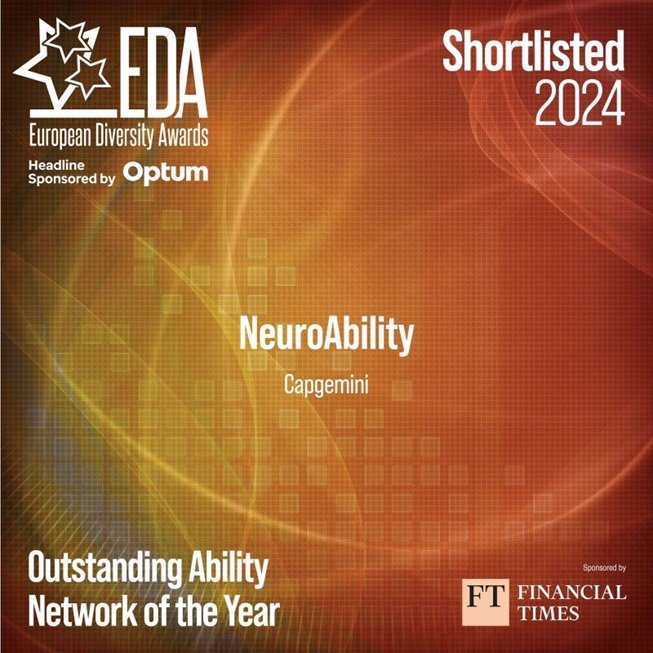 EDA
European Diversity Awards
Headline
Sponsored by Optum
Shortlisted
2024
NeuroAbility
Capgemini
Outstanding Ability
Network of the Year
Sponsored by
FT FINANCIAL
TIMES